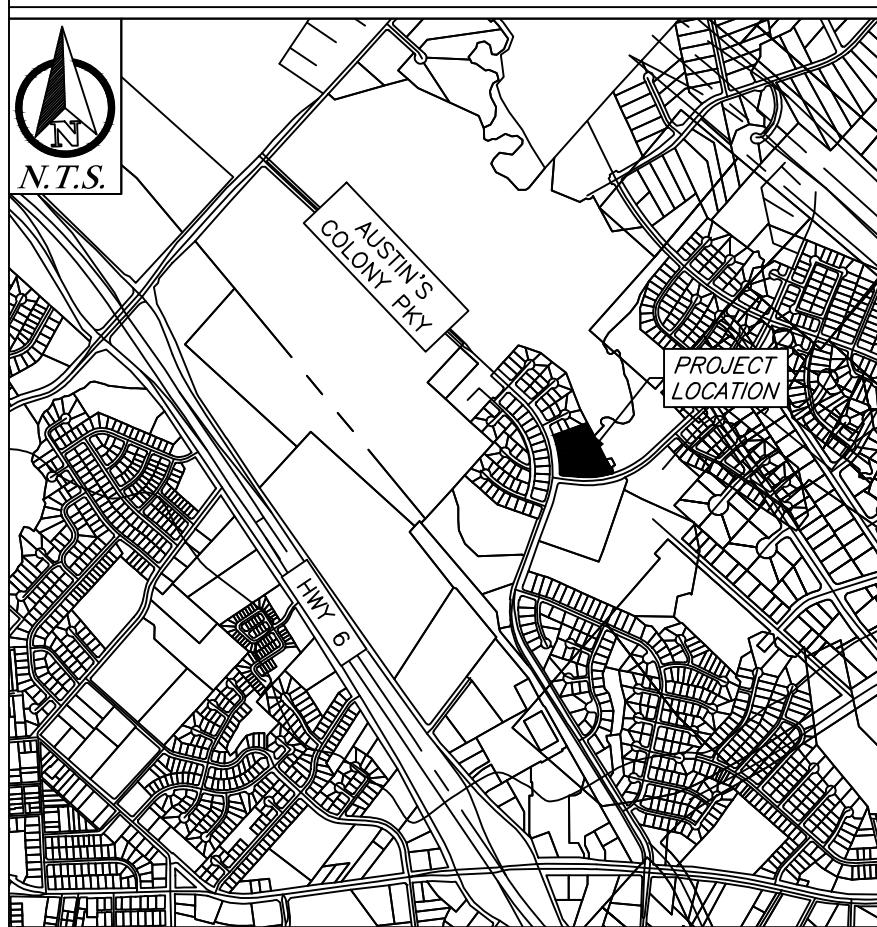 N
N.T.S.
AUSTIN'S
COLONY PKY
PROJECT
LOCATION
HWY 6